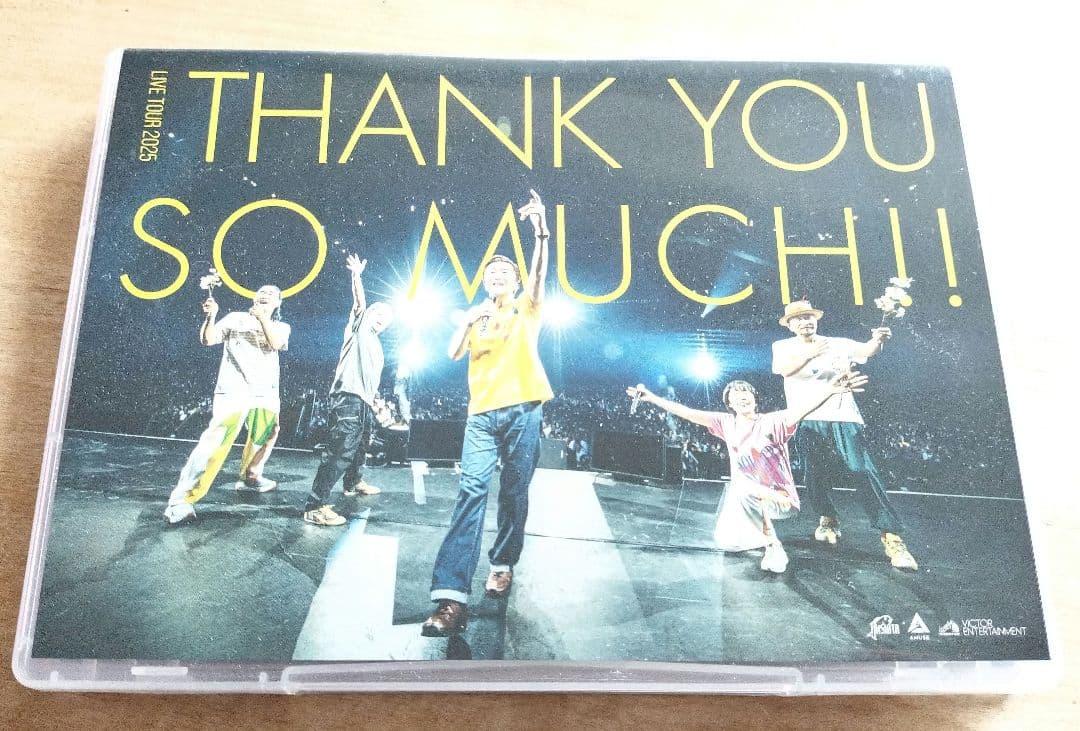 LIVE TOUR 2025
THANK YOU
SO MUCH!!
AMUSE
VICTOR
ENTERTAINMENT